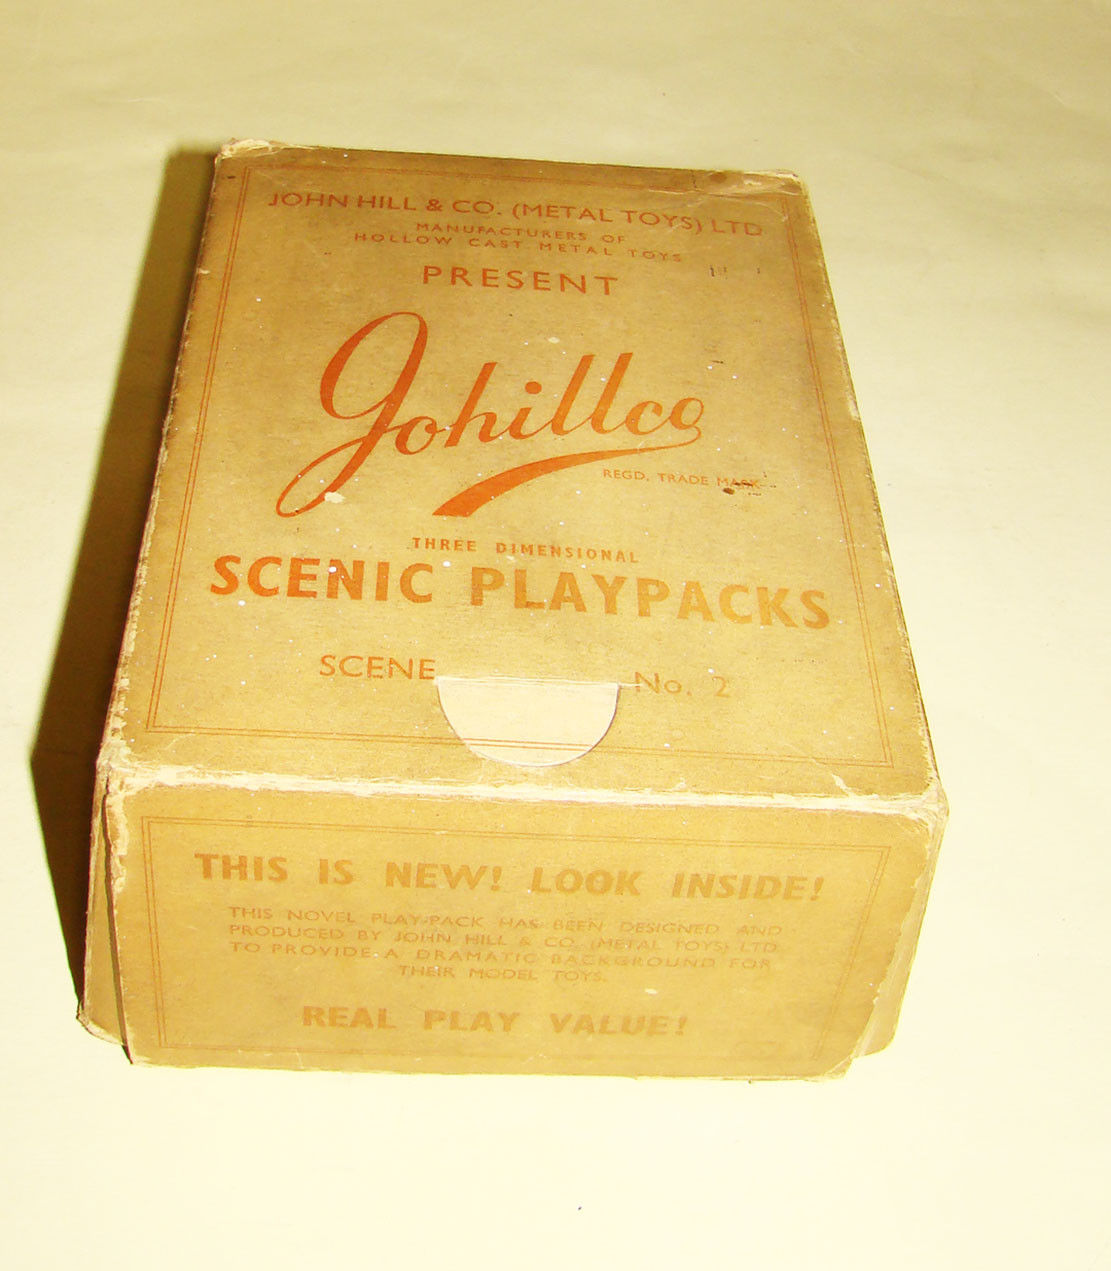 JOHN HILL & CO. (METAL TOYS) LTD
MANUFACTURERS OF
HOLLOW CAST METAL TOYS
PRESENT
Johillco
REGD. TRADE MARK
THREE DIMENSIONAL
SCENIC PLAYPACKS
SCENE No. 2
THIS IS NEW! LOOK INSIDE!
THIS NOVEL PLAY-PACK HAS BEEN DESIGNED AND
PRODUCED BY JOHN HILL & CO. (METAL TOYS) LTD.
TO PROVIDE A DRAMATIC BACKGROUND FOR
THEIR MODEL TOYS.
REAL PLAY VALUE!